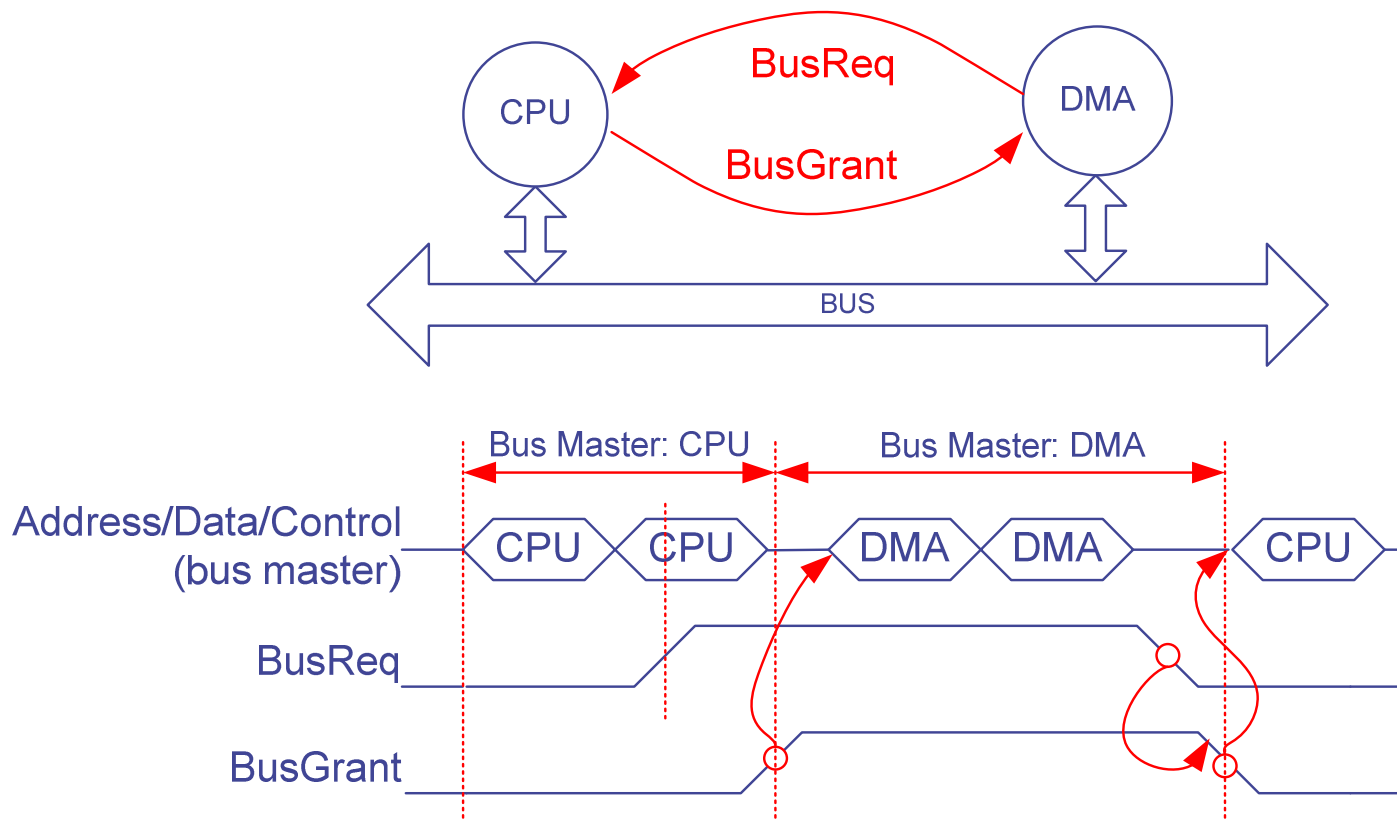 BusReq
CPU
DMA
BusGrant
BUS
Bus Master: CPU
Bus Master: DMA
Address/Data/Control
(bus master)
CPU
CPU
DMA
DMA
CPU
BusReq
BusGrant